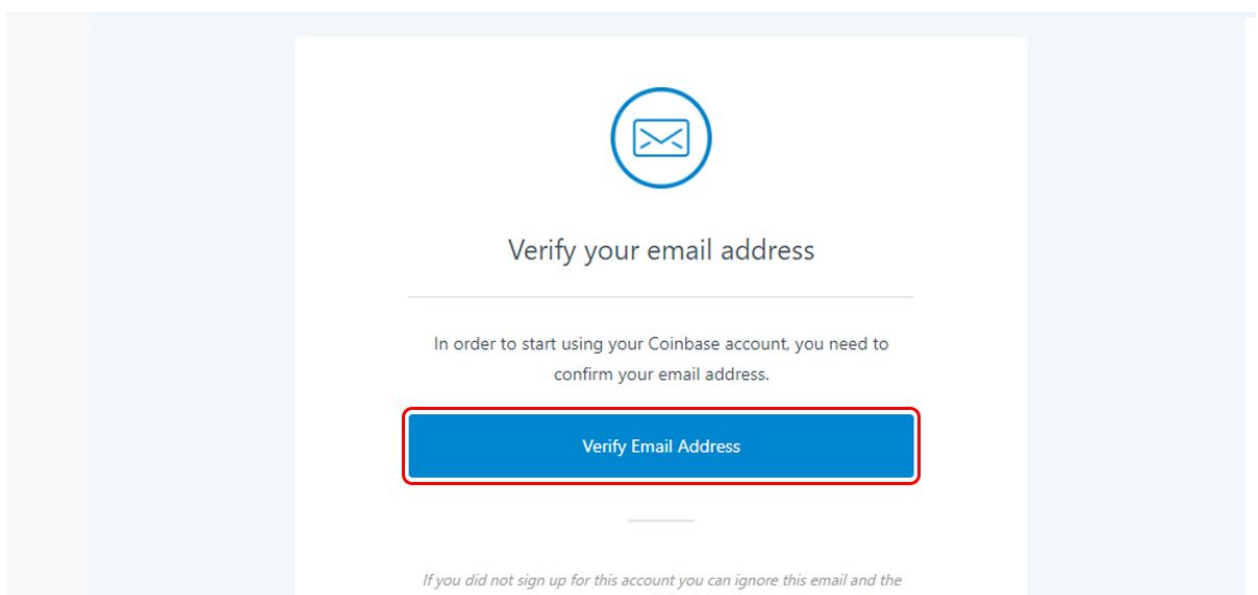 Verify your email address
In order to start using your Coinbase account, you need to
confirm your email address.
Verify Email Address
If you did not sign up for this account you can ignore this email and the